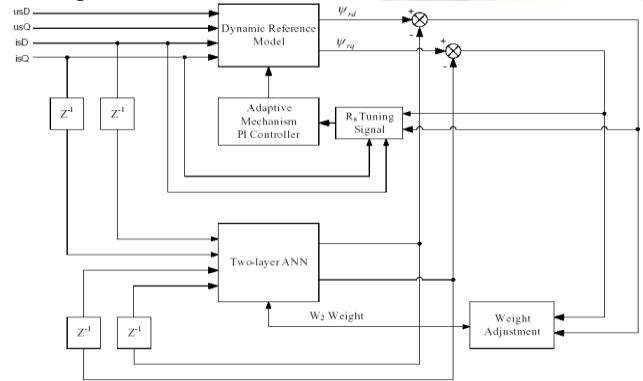 usD
usQ
isD
isQ
Dynamic Reference
Model
ψrd
ψrq
+
-
+
-
Z-1
Z-1
Adaptive
Mechanism
PI Controller
Rs Tuning
Signal
Two-layer ANN
W2 Weight
Z-1
Z-1
Weight
Adjustment